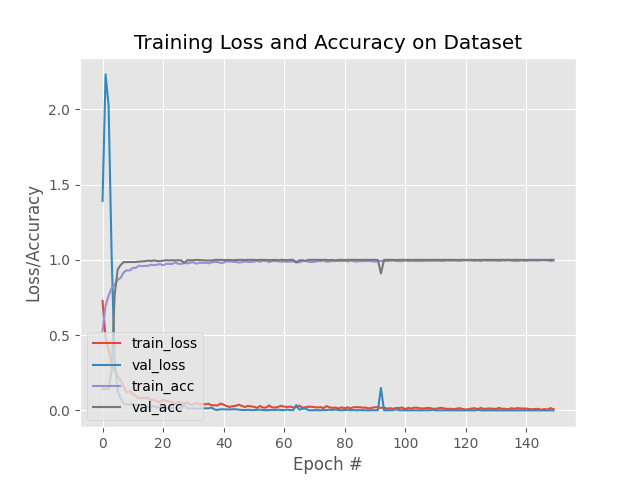 Training Loss and Accuracy on Dataset
Loss/Accuracy
2.0
1.5
1.0
0.5
0.0
train_loss
val_loss
train_acc
val_acc
0 20 40 60 80 100 120 140
Epoch #